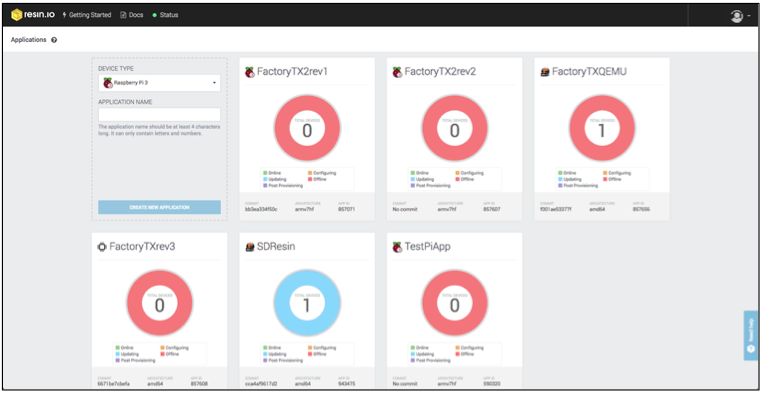 resin.io Getting Started Docs Status
Applications
DEVICE TYPE
Raspberry Pi 3
APPLICATION NAME
The application name should be at least 4 characters
long. It can only contain letters and numbers.
CREATE NEW APPLICATION
FactoryTX2rev1
TOTAL DEVICES
0
Online Configuring
Updating Offline
Post Provisioning
COMMIT ARCHITECTURE APP ID
armv7hf 857071
FactoryTX2rev2
TOTAL DEVICES
0
Online Configuring
Updating Offline
Post Provisioning
COMMIT ARCHITECTURE APP ID
No commit armv7hf 857607
FactoryTXQEMU
TOTAL DEVICES
1
Online Configuring
Updating Offline
Post Provisioning
COMMIT ARCHITECTURE APP ID
amd64 857656
FactoryTXrev3
TOTAL DEVICES
0
Online Configuring
Updating Offline
Post Provisioning
COMMIT ARCHITECTURE APP ID
6671be7cbefa amd64 857608
SDResin
TOTAL DEVICES
1
Online Configuring
Updating Offline
Post Provisioning
COMMIT ARCHITECTURE APP ID
cca4af9617d2 amd64 943475
TestPiApp
TOTAL DEVICES
0
Online Configuring
Updating Offline
Post Provisioning
COMMIT ARCHITECTURE APP ID
No commit armv7hf 590320
Need help